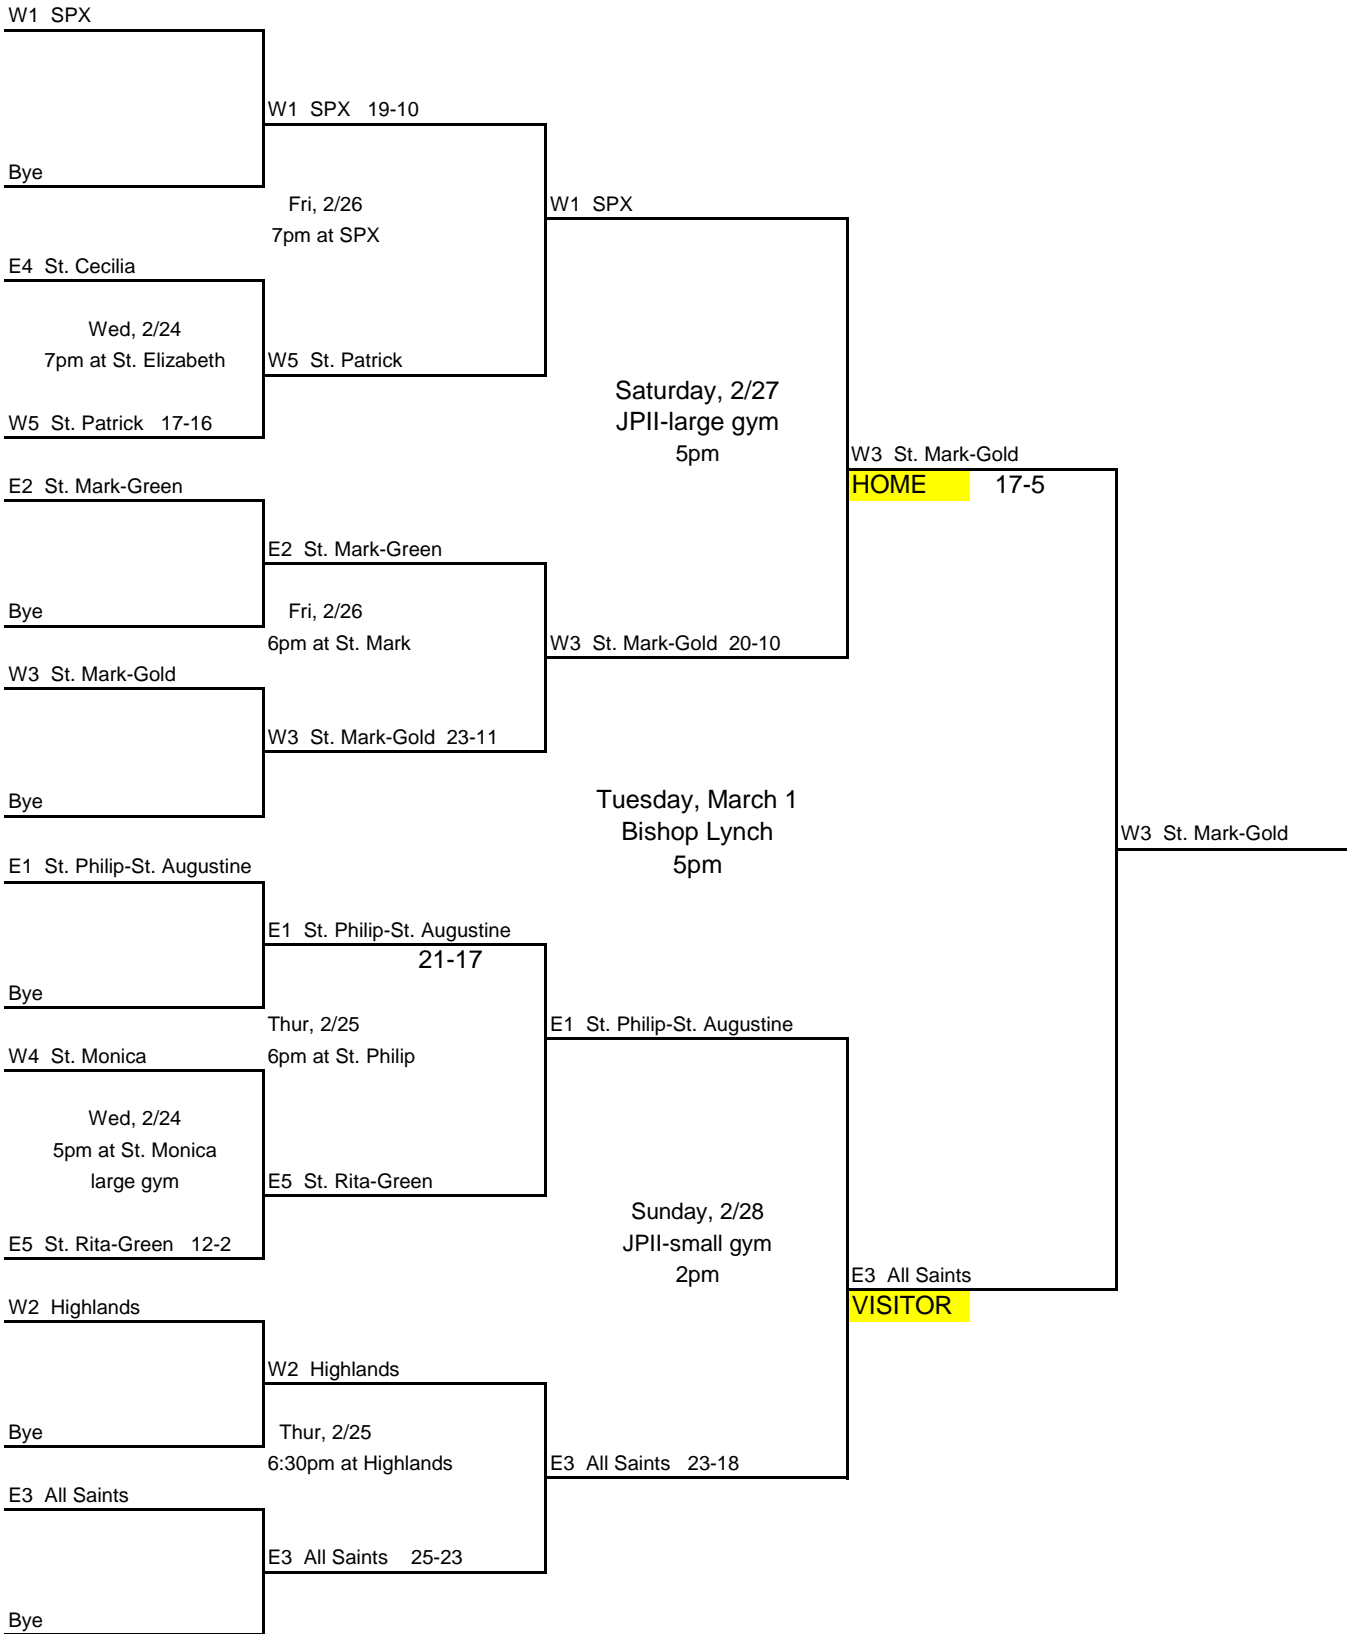 W1  SPX
W1  SPX   19-10
Bye
Fri, 2/26
7pm at SPX
W1  SPX
E4  St. Cecilia
Wed, 2/24
7pm at St. Elizabeth
W5  St. Patrick
W5  St. Patrick   17-16
Saturday, 2/27
JPII-large gym
5pm
W3  St. Mark-Gold
HOME   17-5
E2  St. Mark-Green
E2  St. Mark-Green
Bye
Fri, 2/26
6pm at St. Mark
W3  St. Mark-Gold  20-10
W3  St. Mark-Gold
W3  St. Mark-Gold  23-11
Bye
Tuesday, March 1
Bishop Lynch
5pm
W3  St. Mark-Gold
E1  St. Philip-St. Augustine
E1  St. Philip-St. Augustine
21-17
Bye
Thur, 2/25
6pm at St. Philip
E1  St. Philip-St. Augustine
W4  St. Monica
Wed, 2/24
5pm at St. Monica
large gym
E5  St. Rita-Green
E5  St. Rita-Green   12-2
Sunday, 2/28
JPII-small gym
2pm
E3  All Saints
VISITOR
W2  Highlands
W2  Highlands
Bye
Thur, 2/25
6:30pm at Highlands
E3  All Saints   23-18
E3  All Saints
E3  All Saints    25-23
Bye